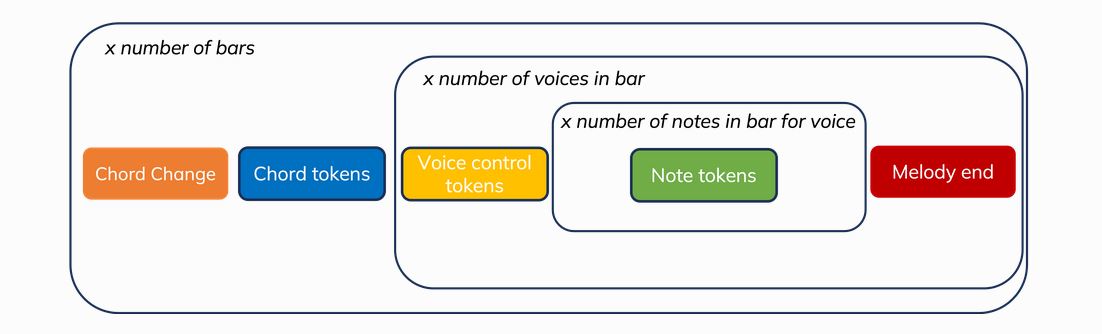 x number of bars
x number of voices in bar
x number of notes in bar for voice
Chord Change
Chord tokens
Voice control
tokens
Note tokens
Melody end